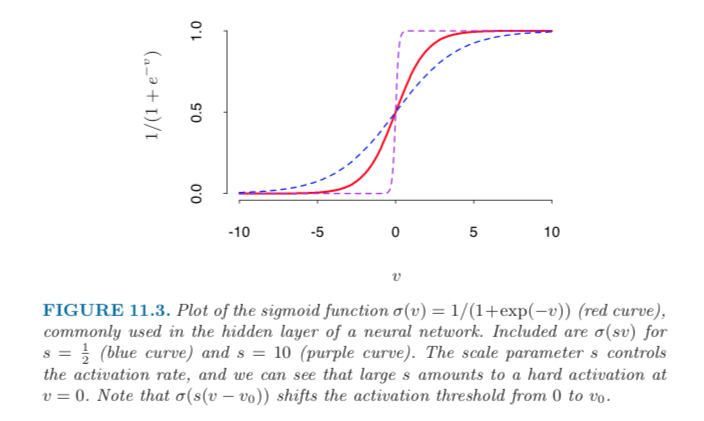 1.0
0.5
0.0
1/(1 + e⁻ᵛ)
-10 -5 0 5 10
v
FIGURE 11.3. Plot of the sigmoid function σ(v) = 1/(1+exp(−v)) (red curve),
commonly used in the hidden layer of a neural network. Included are σ(sv) for
s = ½ (blue curve) and s = 10 (purple curve). The scale parameter s controls
the activation rate, and we can see that large s amounts to a hard activation at
v = 0. Note that σ(s(v − v₀)) shifts the activation threshold from 0 to v₀.